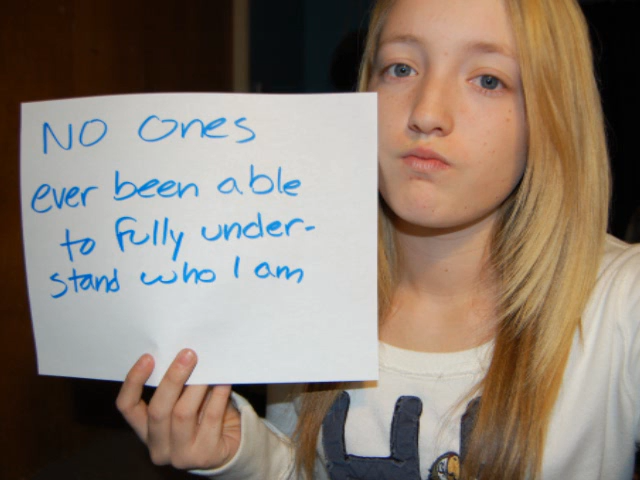 NO Ones
ever been able
to fully under-
stand who I am